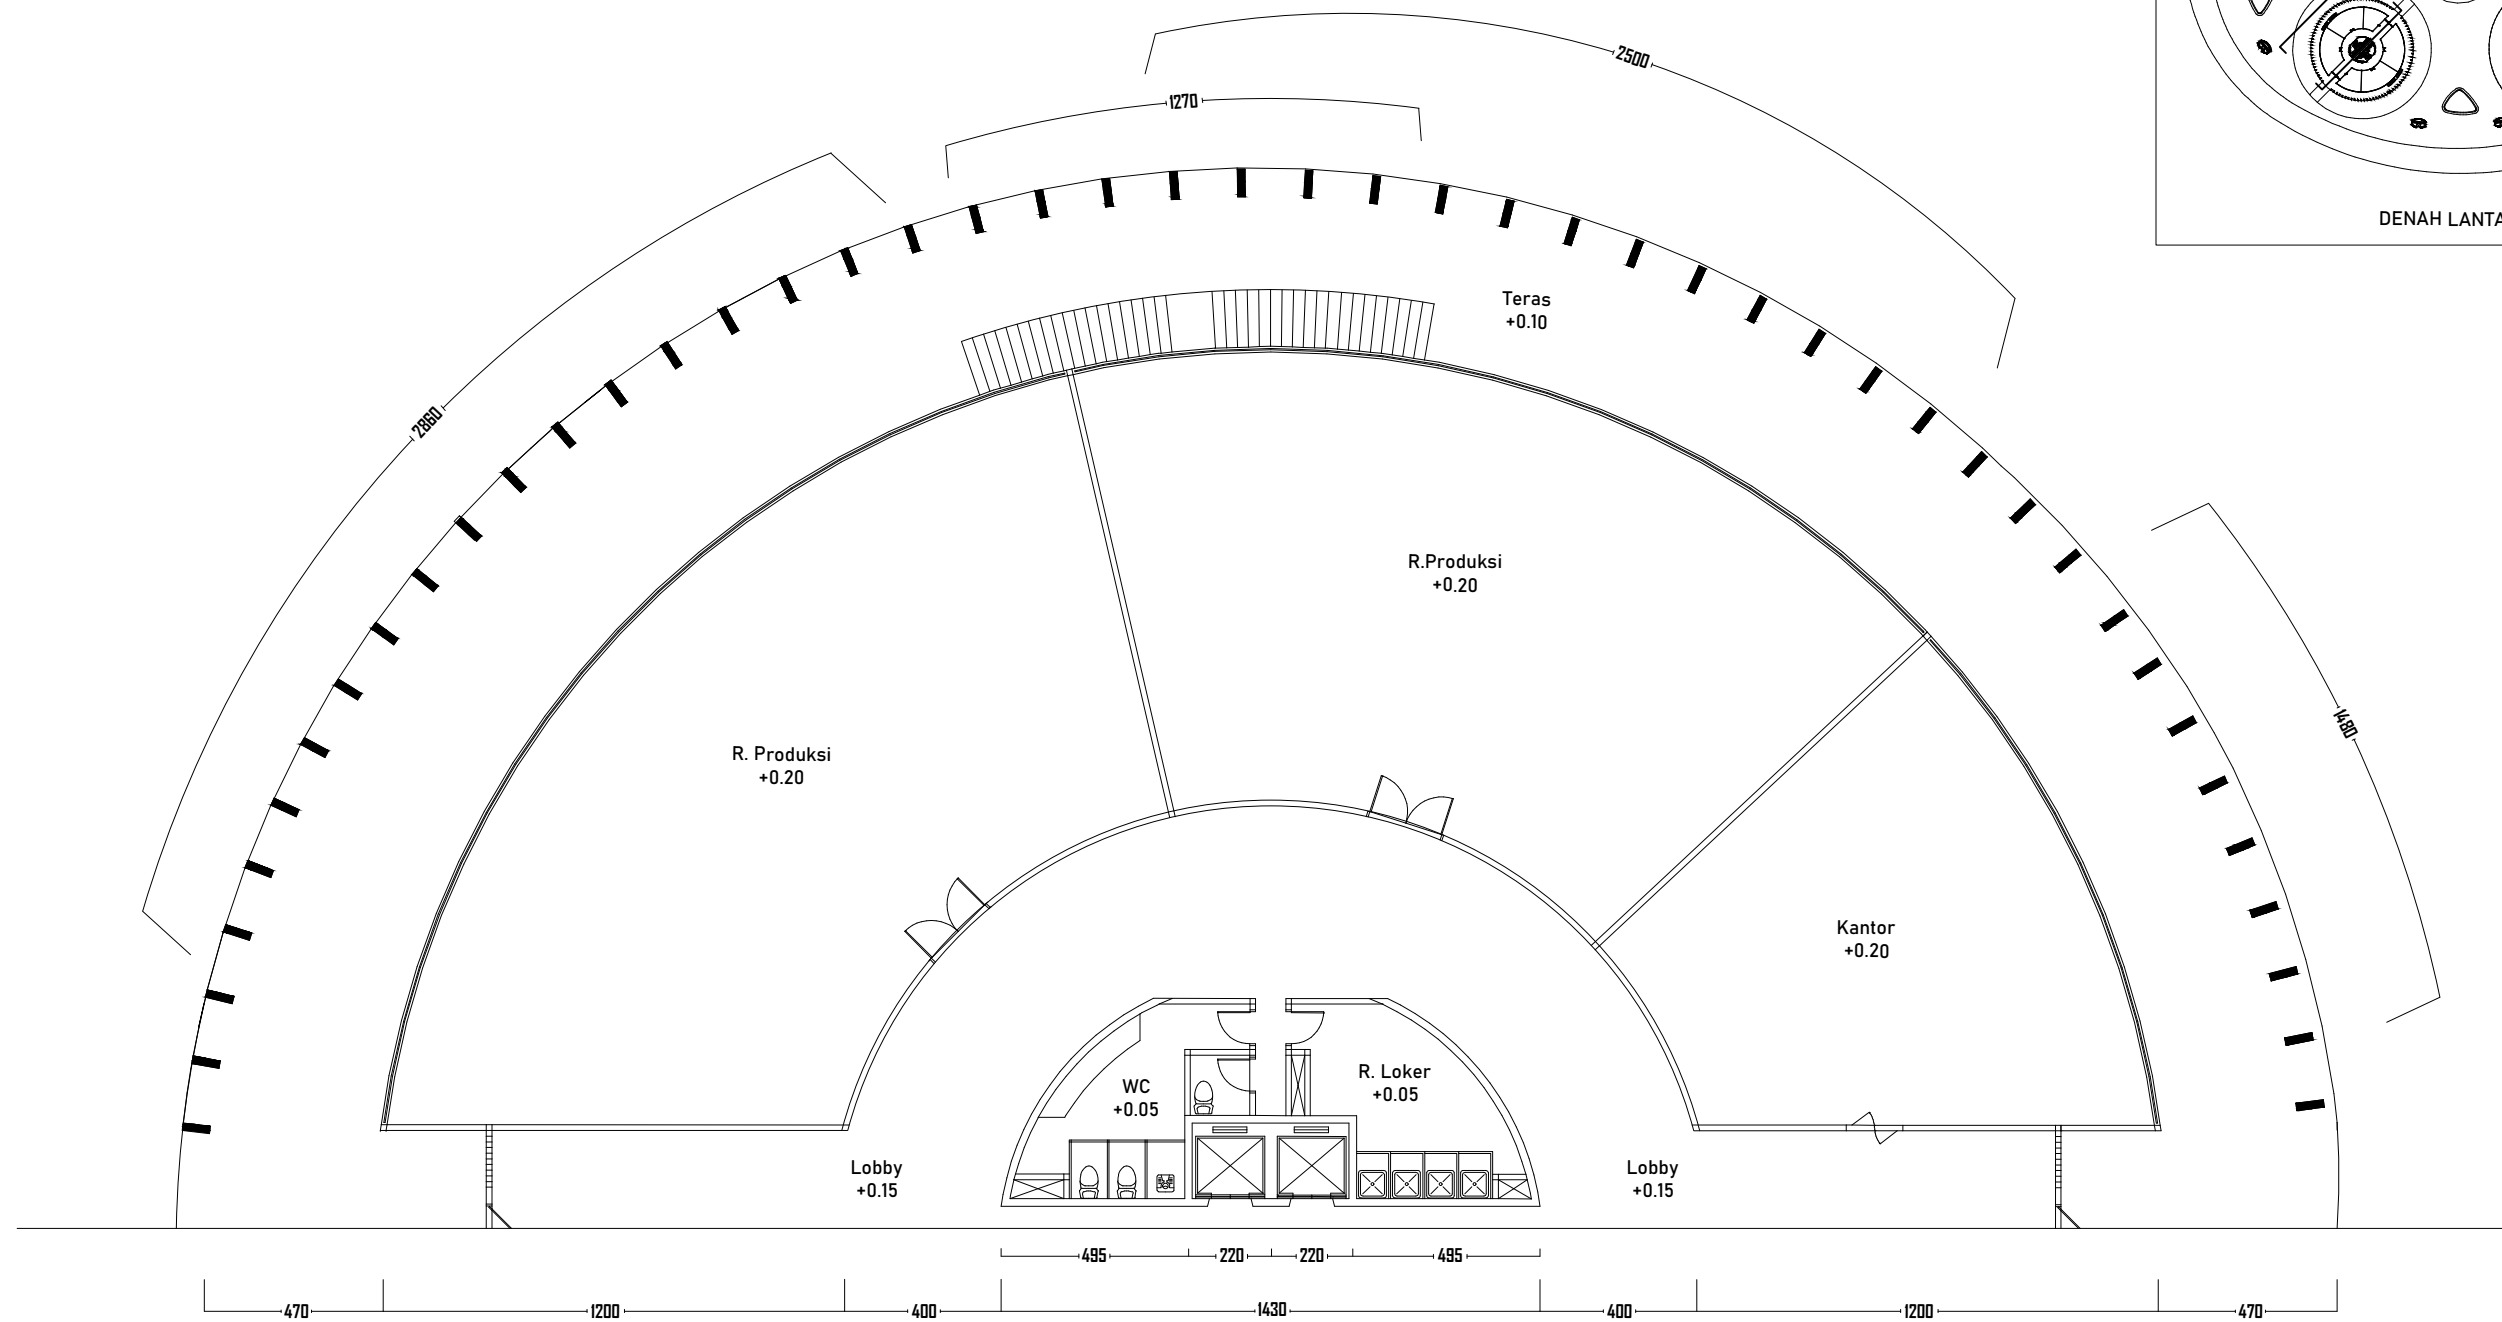 2500
1270
DENAH LANTA
Teras
+0.10
2860
R.Produksi
+0.20
1480
R. Produksi
+0.20
Kantor
+0.20
WC
+0.05
R. Loker
+0.05
Lobby
+0.15
Lobby
+0.15
495 220 220 495
470 1200 400 1430 400 1200 470